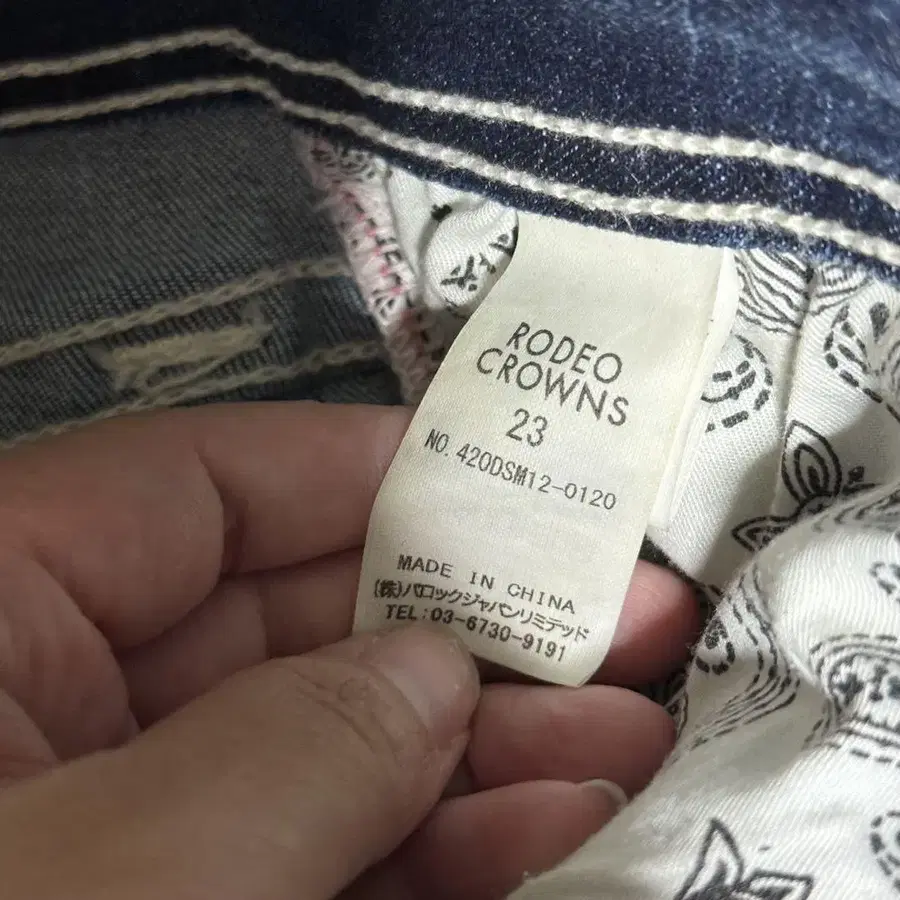 RODEO
CROWNS
23
NO. 420DSM12-0120
MADE IN CHINA
(株)バロックジャパンリミテッド
TEL:03-6730-9191